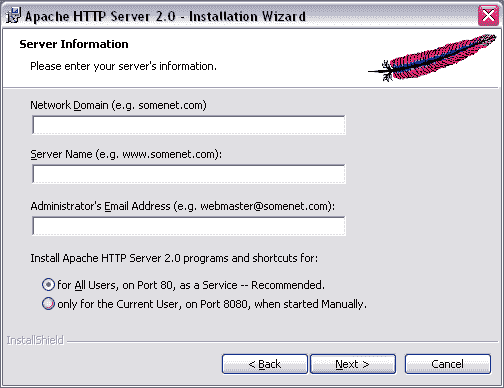 Apache HTTP Server 2.0 - Installation Wizard
Server Information
Please enter your server's information.
Network Domain (e.g. somenet.com)
Server Name (e.g. www.somenet.com):
Administrator's Email Address (e.g. webmaster@somenet.com):
Install Apache HTTP Server 2.0 programs and shortcuts for:
for All Users, on Port 80, as a Service -- Recommended.
only for the Current User, on Port 8080, when started Manually.
InstallShield
< Back Next > Cancel